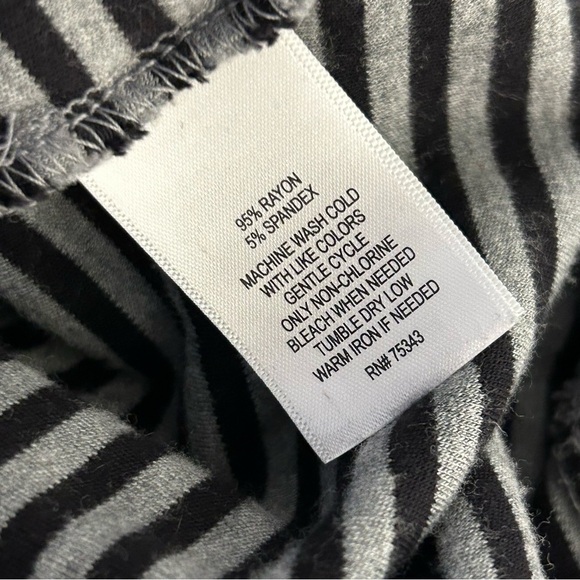 95% RAYON
5% SPANDEX
MACHINE WASH COLD
WITH LIKE COLORS
GENTLE CYCLE
ONLY NON-CHLORINE
BLEACH WHEN NEEDED
TUMBLE DRY LOW
WARM IRON IF NEEDED
RN# 75343